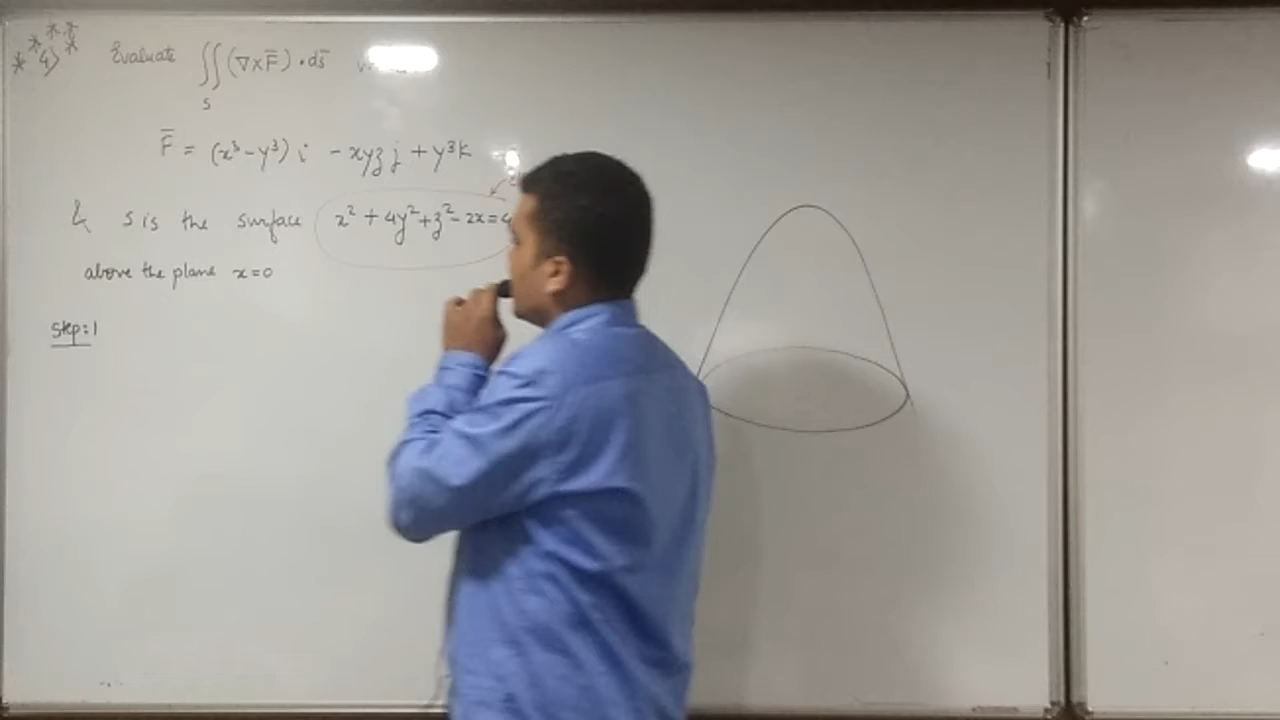 4) Evaluate ∬ (∇×F̄)•ds̄
S
F̄ = (x³-y³) i - xyz j + y³k
& S is the surface x² + 4y² + z² - 2x = 4
above the plane x=0
Step:1